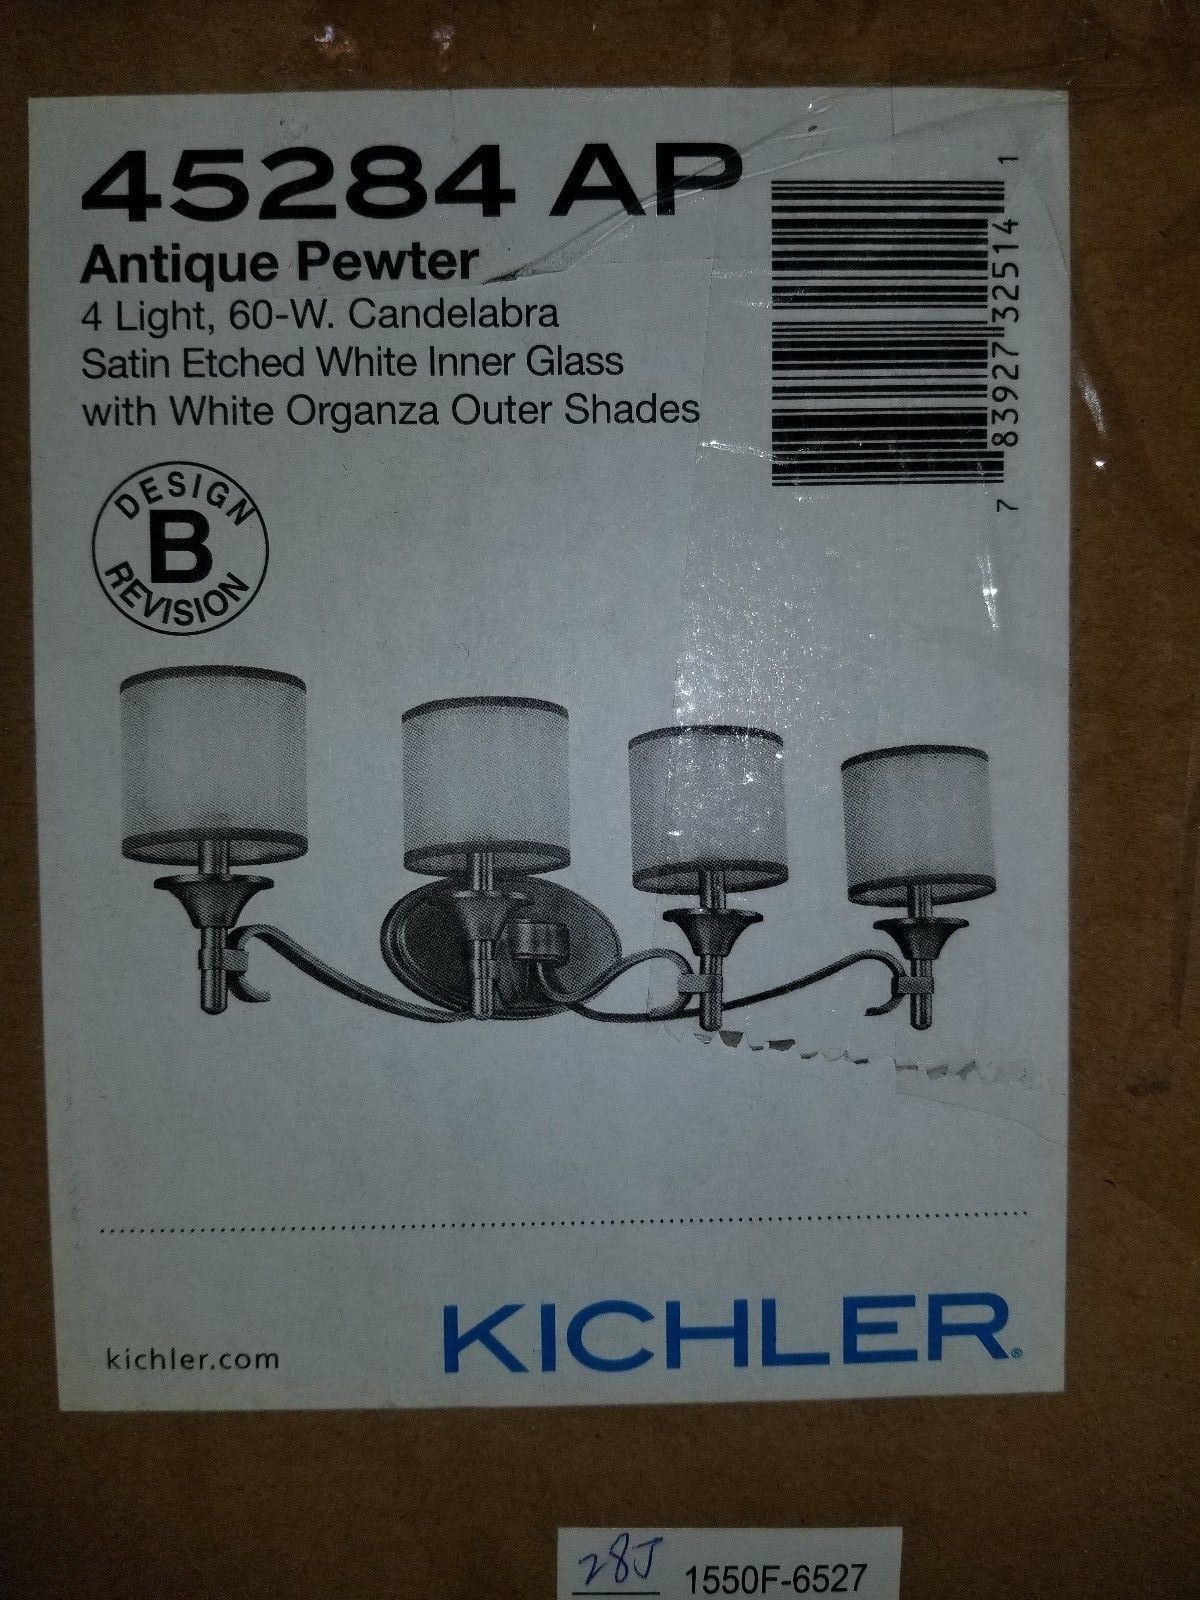 45284 AP
Antique Pewter
4 Light, 60-W. Candelabra
Satin Etched White Inner Glass
with White Organza Outer Shades
7 83927 32514 1
DESIGN
B
REVISION
kichler.com
KICHLER®
28J 1550F-6527